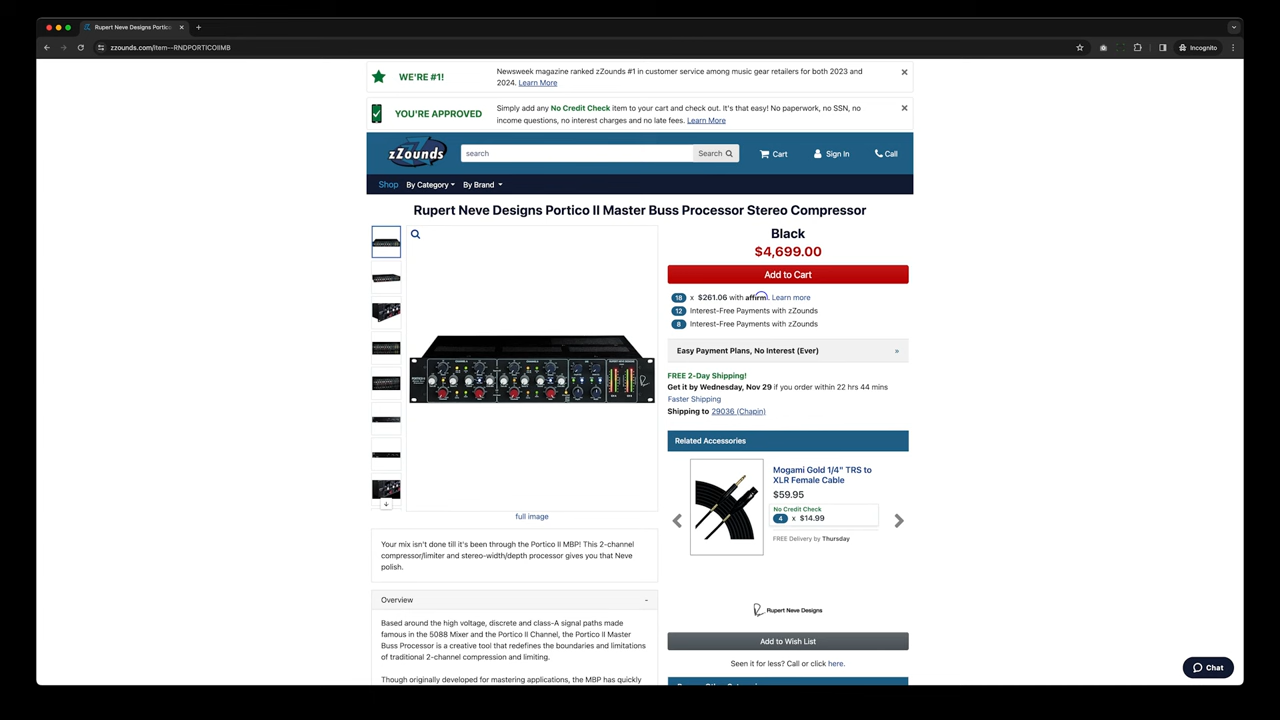 Rupert Neve Designs Portico
zzounds.com/item--RNDPORTICOIIMB
Incognito
WE'RE #1!
Newsweek magazine ranked zZounds #1 in customer service among music gear retailers for both 2023 and
2024. Learn More
YOU'RE APPROVED
Simply add any No Credit Check item to your cart and check out. It's that easy! No paperwork, no SSN, no
income questions, no interest charges and no late fees. Learn More
zZounds
search
Search
Cart
Sign In
Call
Shop
By Category
By Brand
Rupert Neve Designs Portico II Master Buss Processor Stereo Compressor
Black
$4,699.00
Add to Cart
18 x $261.06 with affirm. Learn more
12 Interest-Free Payments with zZounds
8 Interest-Free Payments with zZounds
Easy Payment Plans, No Interest (Ever) »
FREE 2-Day Shipping!
Get it by Wednesday, Nov 29 if you order within 22 hrs 44 mins
Faster Shipping
Shipping to 29036 (Chapin)
Related Accessories
Mogami Gold 1/4" TRS to
XLR Female Cable
$59.95
No Credit Check
4 x $14.99
FREE Delivery by Thursday
full image
Your mix isn't done till it's been through the Portico II MBP! This 2-channel
compressor/limiter and stereo-width/depth processor gives you that Neve
polish.
Overview -
Based around the high voltage, discrete and class-A signal paths made
famous in the 5088 Mixer and the Portico II Channel, the Portico II Master
Buss Processor is a creative tool that redefines the boundaries and limitations
of traditional 2-channel compression and limiting.
Though originally developed for mastering applications, the MBP has quickly
Rupert Neve Designs
Add to Wish List
Seen it for less? Call or click here.
Chat